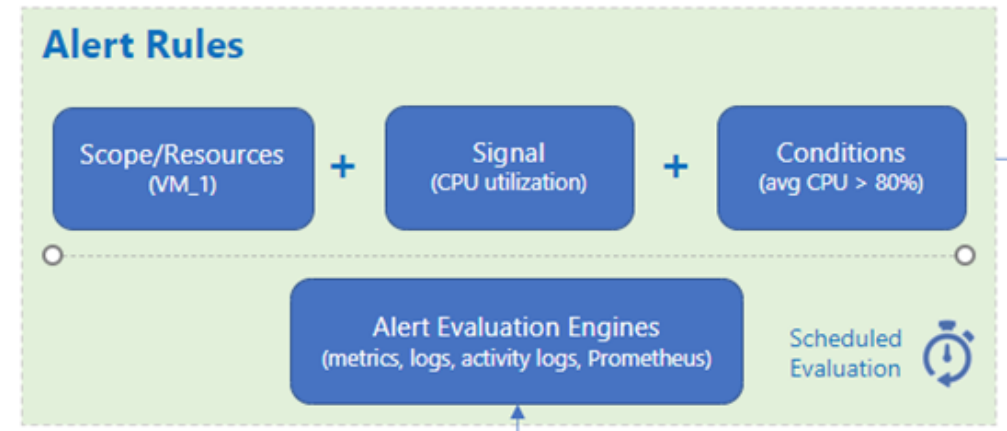 Alert Rules
Scope/Resources
(VM_1)
+
Signal
(CPU utilization)
+
Conditions
(avg CPU > 80%)
Alert Evaluation Engines
(metrics, logs, activity logs, Prometheus)
Scheduled
Evaluation